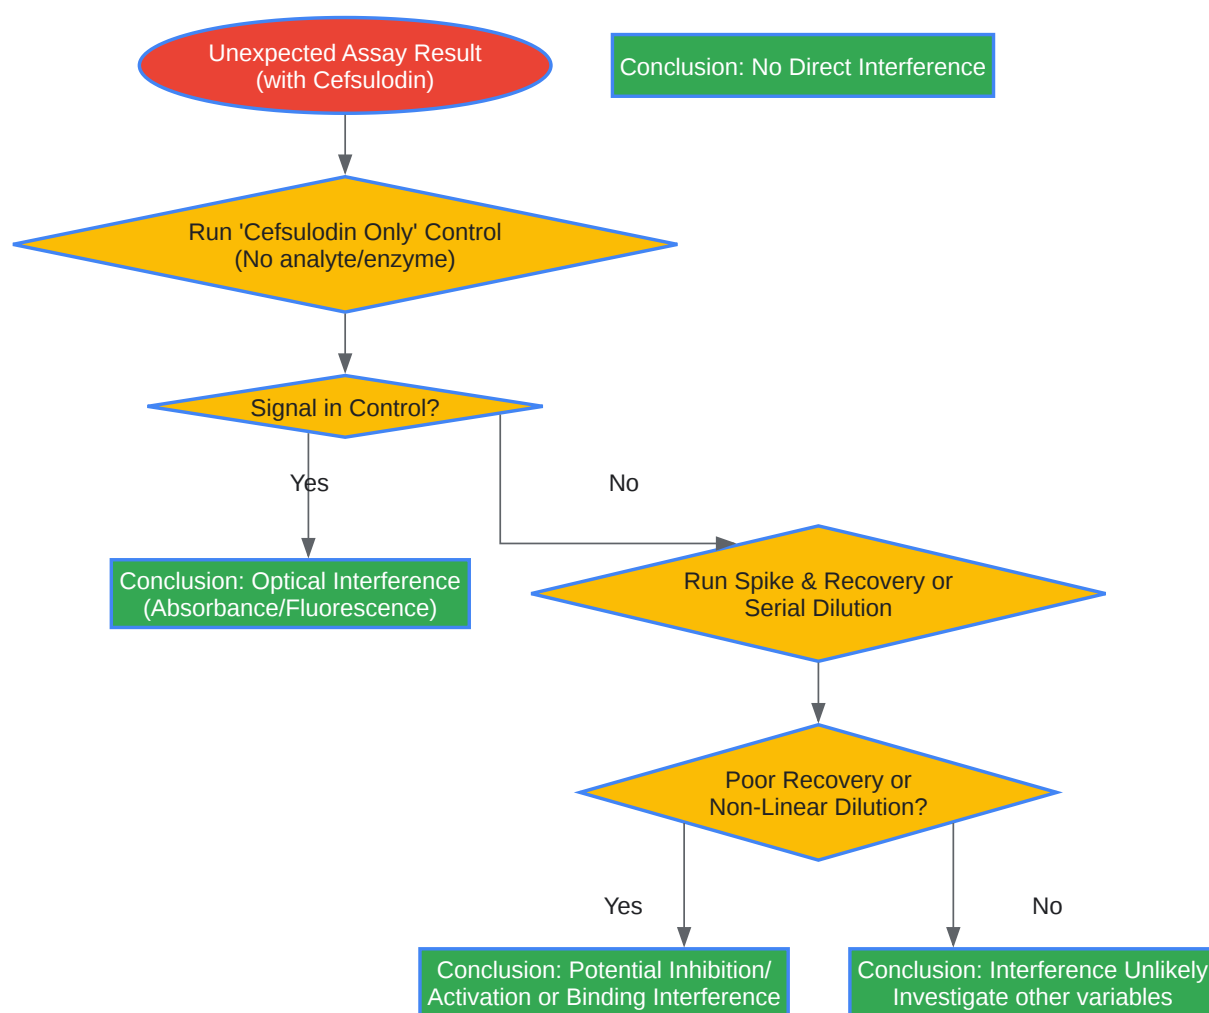 Unexpected Assay Result
(with Cefsulodin)
Conclusion: No Direct Interference
Run 'Cefsulodin Only' Control
(No analyte/enzyme)
Signal in Control?
Yes
No
Conclusion: Optical Interference
(Absorbance/Fluorescence)
Run Spike & Recovery or
Serial Dilution
Poor Recovery or
Non-Linear Dilution?
Yes
No
Conclusion: Potential Inhibition/
Activation or Binding Interference
Conclusion: Interference Unlikely
Investigate other variables